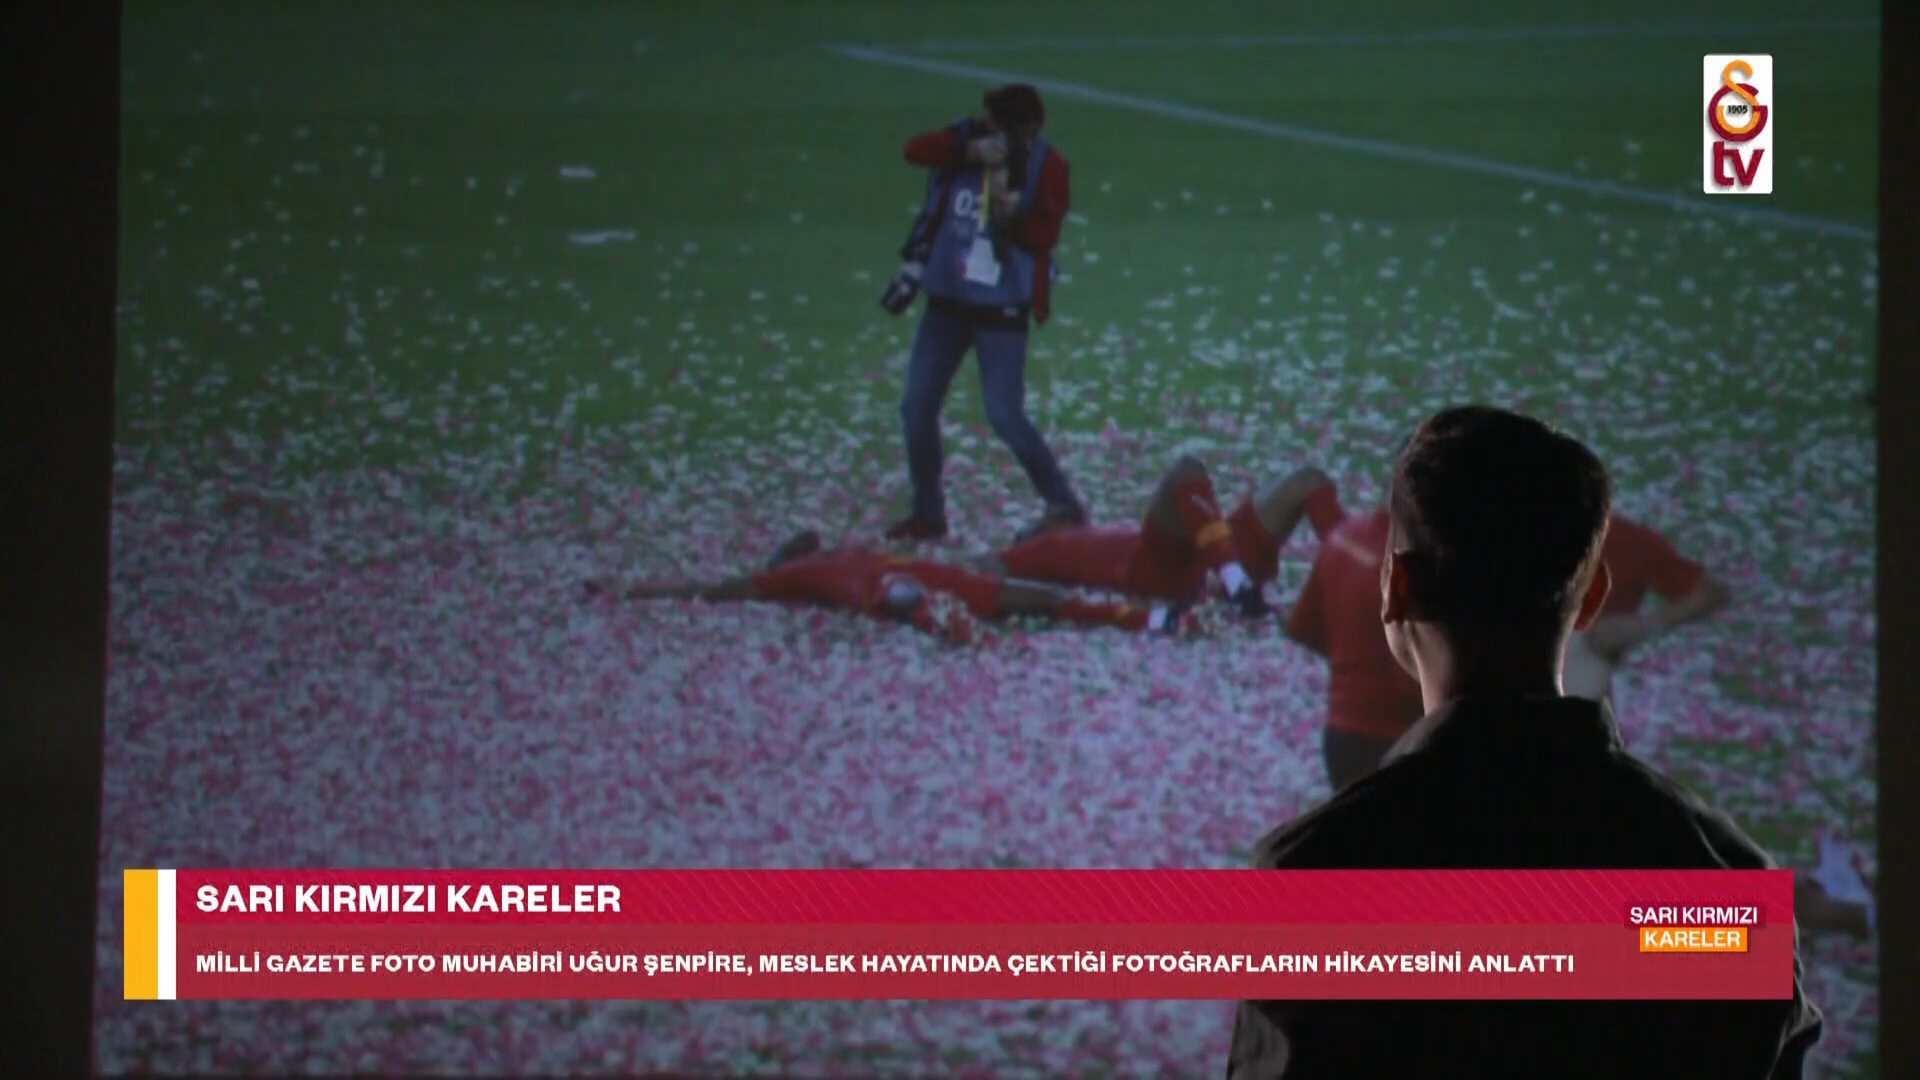 1905
tv
SARI KIRMIZI KARELER
SARI KIRMIZI
KARELER
MİLLİ GAZETE FOTO MUHABİRİ UĞUR ŞENPİRE, MESLEK HAYATINDA ÇEKTİĞİ FOTOĞRAFLARIN HİKAYESİNİ ANLATTI